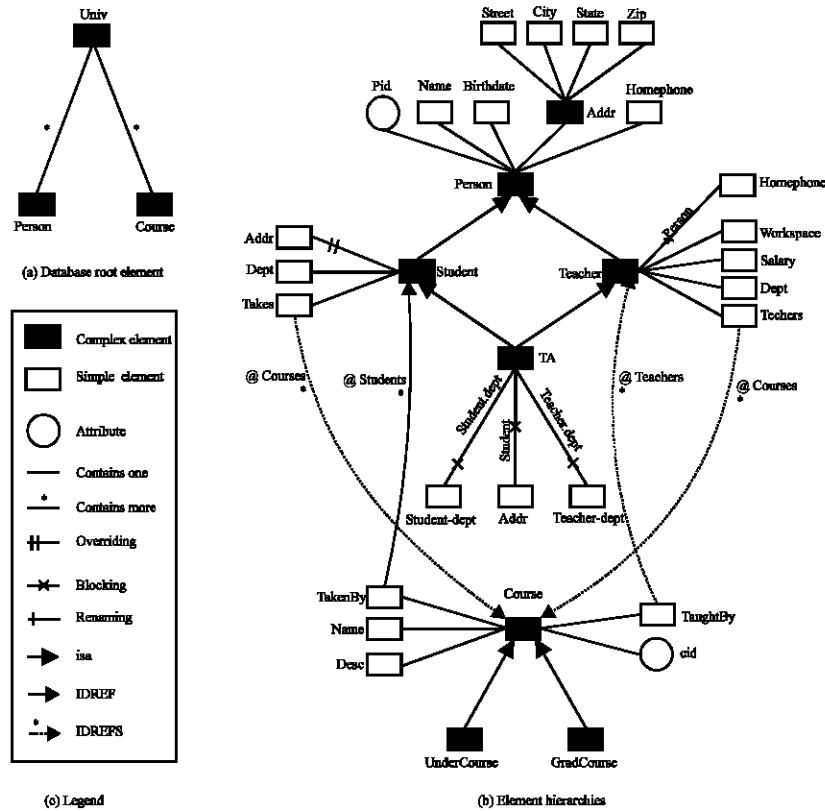 Univ
*
*
Person
Course
(a) Database root element
Complex element
Simple element
Attribute
Contains one
*
Contains more
Overriding
Blocking
Renaming
isa
IDREF
*
IDREFS
(c) Legend
Street
City
State
Zip
Pid
Name
Birthdate
Addr
Homephone
Person
Homephone
Person
Addr
Workspace
Dept
Student
Teacher
Salary
Takes
Dept
Techers
TA
@ Courses
*
@ Students
*
@ Teachers
*
@ Courses
*
Student.dept
Student
Teacher.dept
Student-dept
Addr
Teacher-dept
Course
TakenBy
TaughtBy
Name
cid
Desc
UnderCourse
GradCourse
(b) Element hierarchies